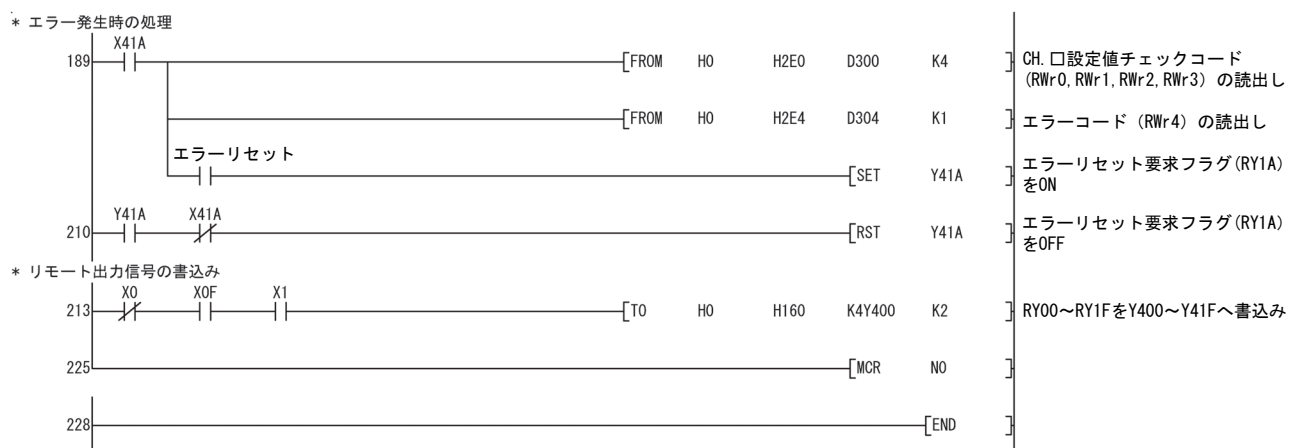 * エラー発生時の処理
X41A
189 FROM H0 H2E0 D300 K4 CH.□設定値チェックコード
(RWr0,RWr1,RWr2,RWr3) の読出し
FROM H0 H2E4 D304 K1 エラーコード (RWr4) の読出し
エラーリセット
SET Y41A エラーリセット要求フラグ(RY1A)
をON
Y41A X41A
210 RST Y41A エラーリセット要求フラグ(RY1A)
をOFF
* リモート出力信号の書込み
X0 X0F X1
213 TO H0 H160 K4Y400 K2 RY00～RY1FをY400～Y41Fへ書込み
225 MCR N0
228 END